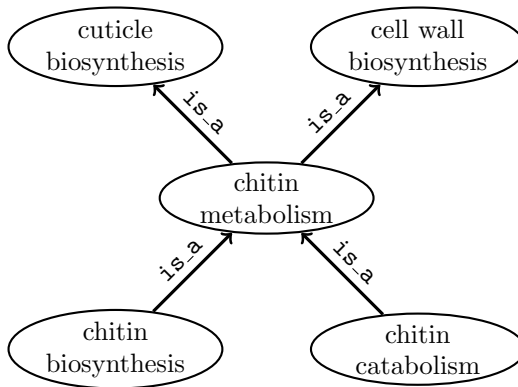 cuticle
biosynthesis
cell wall
biosynthesis
is_a
is_a
chitin
metabolism
is_a
is_a
chitin
biosynthesis
chitin
catabolism